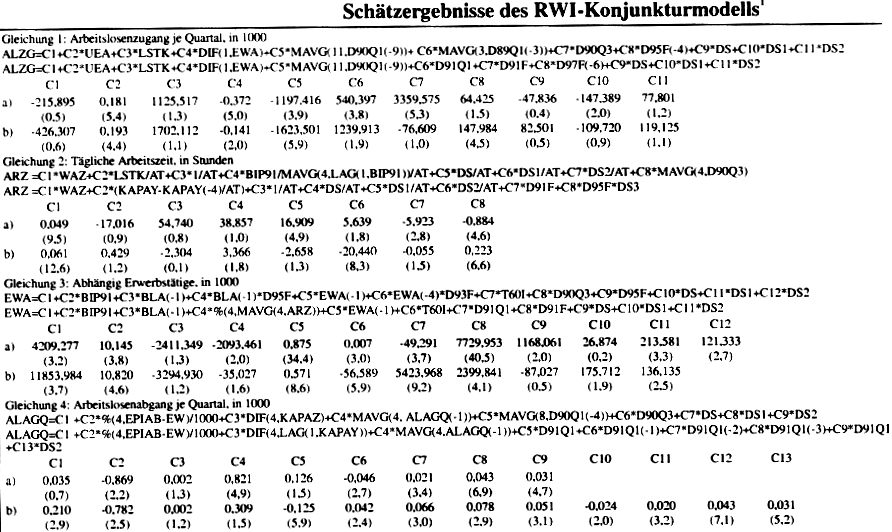 Schätzergebnisse des RWI-Konjunkturmodells¹
Gleichung 1: Arbeitslosenzugang je Quartal, in 1000
ALZG=C1+C2*UEA+C3*LSTK+C4*DIF(1,EWA)+C5*MAVG(11,D90Q1(-9))+ C6*MAVG(3,D89Q1(-3))+C7*D90Q3+C8*D95F(-4)+C9*DS+C10*DS1+C11*DS2
ALZG=C1+C2*UEA+C3*LSTK+C4*DIF(1,EWA)+C5*MAVG(11,D90Q1(-9))+C6*D91Q1+C7*D91F+C8*D97F(-6)+C9*DS+C10*DS1+C11*DS2
C1 C2 C3 C4 C5 C6 C7 C8 C9 C10 C11
a) -215,895 0,181 1125,517 -0,372 -1197,416 540,397 3359,575 64,425 -47,836 -147,389 77,801
(0,5) (5,4) (1,3) (5,0) (3,9) (3,8) (5,3) (1,5) (0,4) (2,0) (1,2)
b) -426,307 0,193 1702,112 -0,141 -1623,501 1239,913 -76,609 147,984 82,501 -109,720 119,125
(0,6) (4,4) (1,1) (2,0) (5,9) (1,9) (1,0) (4,5) (0,5) (0,9) (1,1)
Gleichung 2: Tägliche Arbeitszeit, in Stunden
ARZ =C1*WAZ+C2*LSTK/AT+C3*1/AT+C4*BIP91/MAVG(4,LAG(1,BIP91))/AT+C5*DS/AT+C6*DS1/AT+C7*DS2/AT+C8*MAVG(4,D90Q3)
ARZ =C1*WAZ+C2*(KAPAY-KAPAY(-4)/AT)+C3*1/AT+C4*DS/AT+C5*DS1/AT+C6*DS2/AT+C7*D91F+C8*D95F*DS3
C1 C2 C3 C4 C5 C6 C7 C8
a) 0,049 -17,016 54,740 38,857 16,909 5,639 -5,923 -0,884
(9,5) (0,9) (0,8) (1,0) (4,9) (1,8) (2,8) (4,6)
b) 0,061 0,429 -2,304 3,366 -2,658 -20,440 -0,055 0,223
(12,6) (1,2) (0,1) (1,8) (1,3) (8,3) (1,5) (6,6)
Gleichung 3: Abhängig Erwerbstätige, in 1000
EWA=C1+C2*BIP91+C3*BLA(-1)+C4*BLA(-1)*D95F+C5*EWA(-1)+C6*EWA(-4)*D93F+C7*T60I+C8*D90Q3+C9*D95F+C10*DS+C11*DS1+C12*DS2
EWA=C1+C2*BIP91+C3*BLA(-1)+C4*%(4,MAVG(4,ARZ))+C5*EWA(-1)+C6*T60I+C7*D91Q1+C8*D91F+C9*DS+C10*DS1+C11*DS2
C1 C2 C3 C4 C5 C6 C7 C8 C9 C10 C11 C12
a) 4209,277 10,145 -2411,349 -2093,461 0,875 0,007 -49,291 7729,953 1168,061 26,874 213,581 121,333
(3,2) (3,8) (1,3) (2,0) (34,4) (3,0) (3,7) (40,5) (2,0) (0,2) (3,3) (2,7)
b) 11853,984 10,820 -3294,930 -35,027 0,571 -56,589 5423,968 2399,841 -87,027 175,712 136,135
(3,7) (4,6) (1,2) (1,6) (8,6) (5,9) (9,2) (4,1) (0,5) (1,9) (2,5)
Gleichung 4: Arbeitslosenabgang je Quartal, in 1000
ALAGQ=C1 +C2*%(4,EPIAB-EW)/1000+C3*DIF(4,KAPAZ)+C4*MAVG(4, ALAGQ(-1))+C5*MAVG(8,D90Q1(-4))+C6*D90Q3+C7*DS+C8*DS1+C9*DS2
ALAGQ=C1 +C2*%(4,EPIAB-EW)/1000+C3*DIF(4,LAG(1,KAPAY))+C4*MAVG(4,ALAGQ(-1))+C5*D91Q1+C6*D91Q1(-1)+C7*D91Q1(-2)+C8*D91Q1(-3)+C9*D91Q1
+C13*DS2
C1 C2 C3 C4 C5 C6 C7 C8 C9 C10 C11 C12 C13
a) 0,035 -0,869 0,002 0,821 0,126 -0,046 0,021 0,043 0,031
(0,7) (2,2) (1,3) (4,9) (1,5) (2,7) (3,4) (6,9) (4,7)
b) 0,210 -0,782 0,002 0,309 -0,125 0,042 0,066 0,078 0,051 -0,024 0,020 0,043 0,031
(2,9) (2,5) (1,2) (1,5) (5,9) (2,4) (3,0) (2,9) (3,1) (2,0) (3,2) (7,1) (5,2)